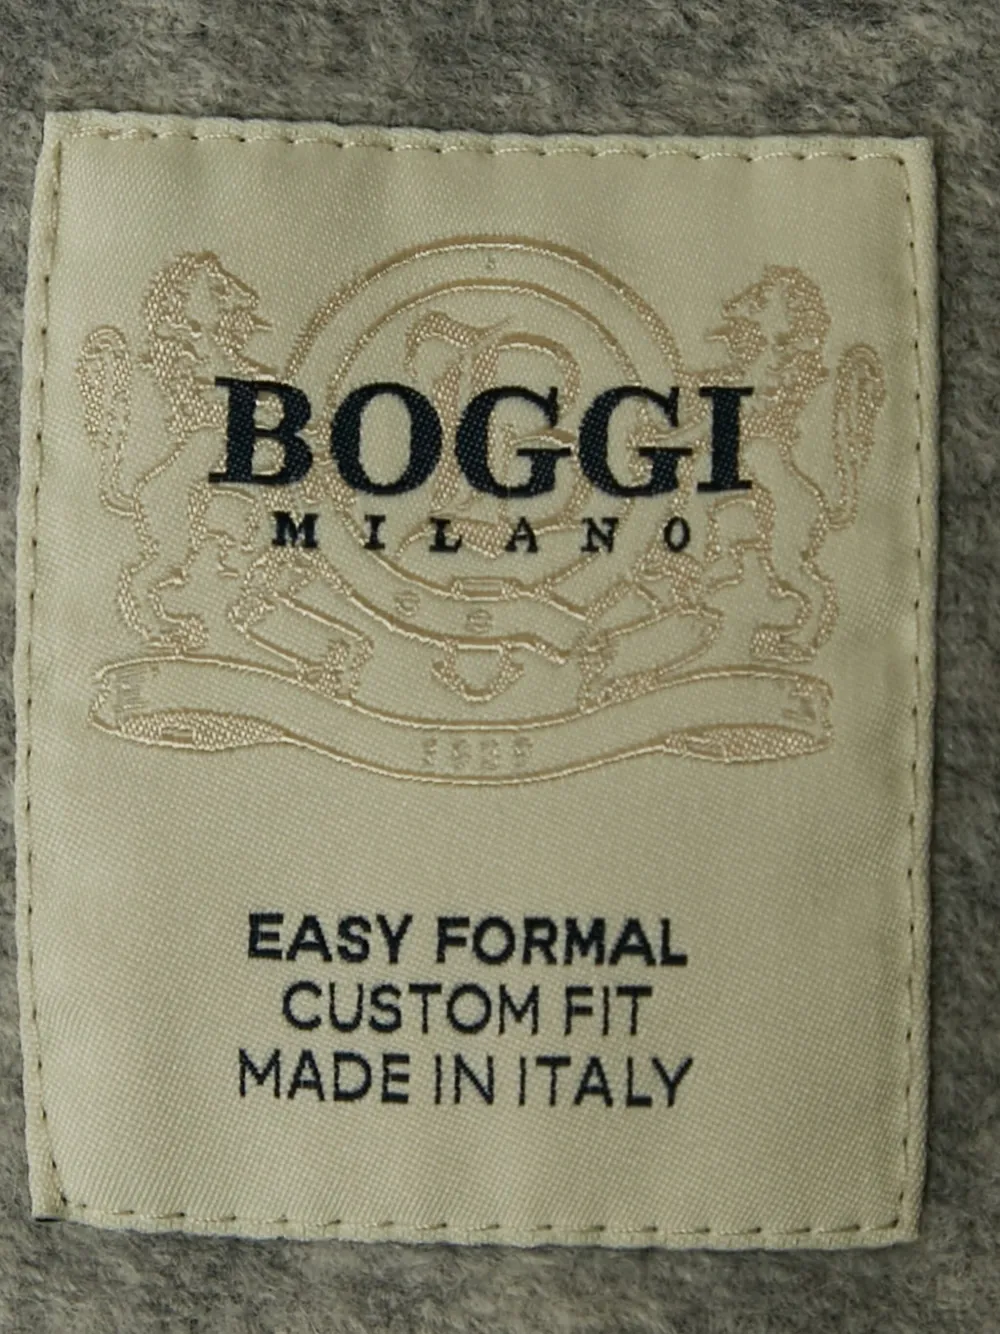 BOGGI
MILANO
EASY FORMAL
CUSTOM FIT
MADE IN ITALY